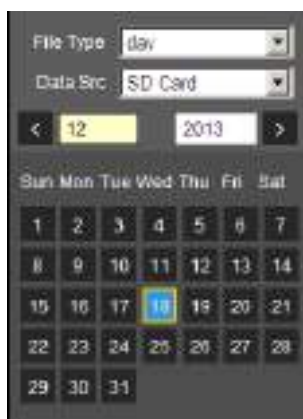 File Type dav
Data Src SD Card
< 12 2013 >
Sun Mon Tue Wed Thu Fri Sat
1 2 3 4 5 6 7
8 9 10 11 12 13 14
15 16 17 18 19 20 21
22 23 24 25 26 27 28
29 30 31